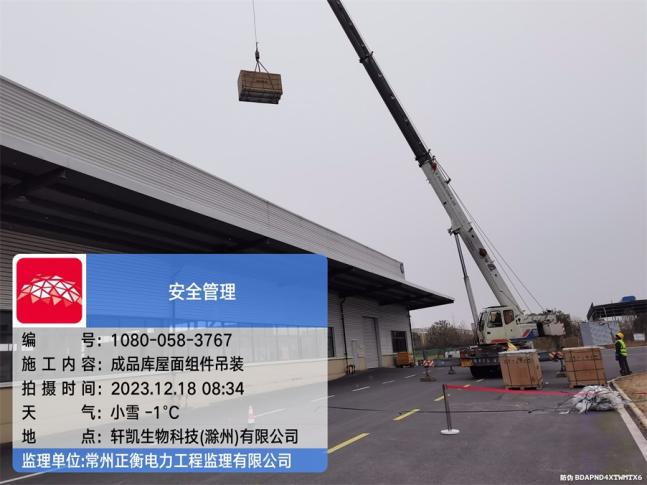 安全管理
编 号：1080-058-3767
施工内容：成品库屋面组件吊装
拍摄时间：2023.12.18 08:34
天 气：小雪 -1°C
地 点：轩凯生物科技(滁州)有限公司
监理单位:常州正衡电力工程监理有限公司
防伪 BDAPND4XTWMTX6